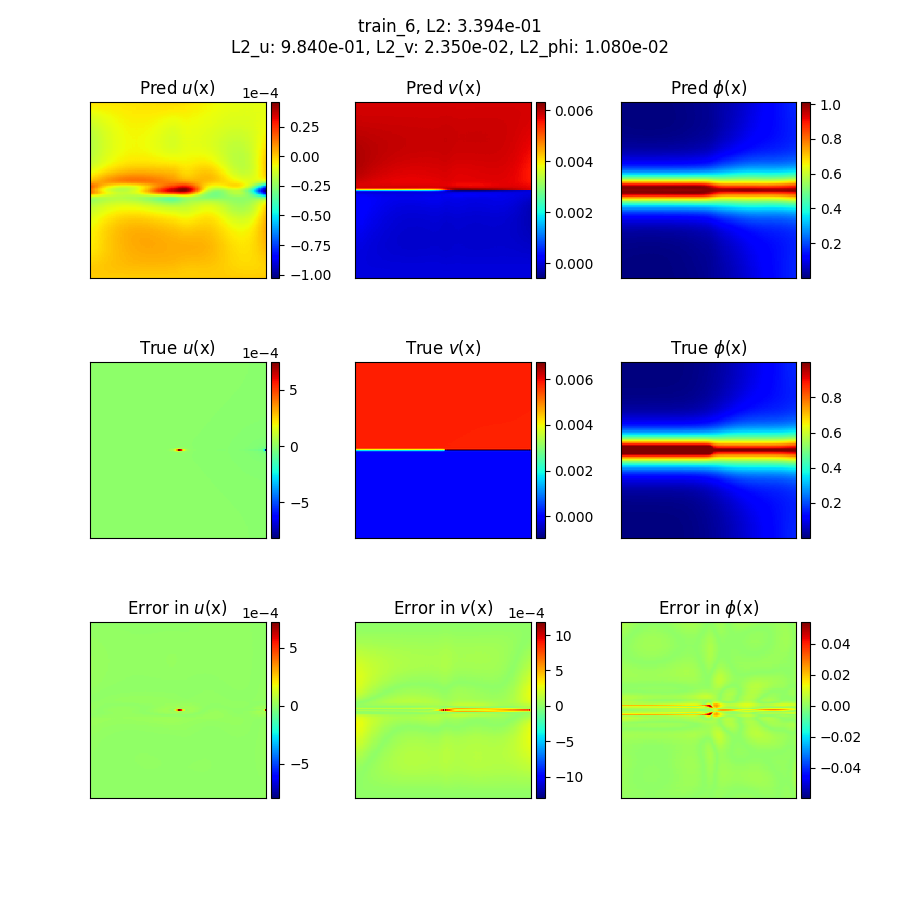 train_6, L2: 3.394e-01
L2_u: 9.840e-01, L2_v: 2.350e-02, L2_phi: 1.080e-02
Pred u(x)
1e−4
0.25
0.00
−0.25
−0.50
−0.75
−1.00
Pred v(x)
0.006
0.004
0.002
0.000
Pred ϕ(x)
1.0
0.8
0.6
0.4
0.2
True u(x)
1e−4
5
0
−5
True v(x)
0.006
0.004
0.002
0.000
True ϕ(x)
0.8
0.6
0.4
0.2
Error in u(x)
1e−4
5
0
−5
Error in v(x)
1e−4
10
5
0
−5
−10
Error in ϕ(x)
0.04
0.02
0.00
−0.02
−0.04